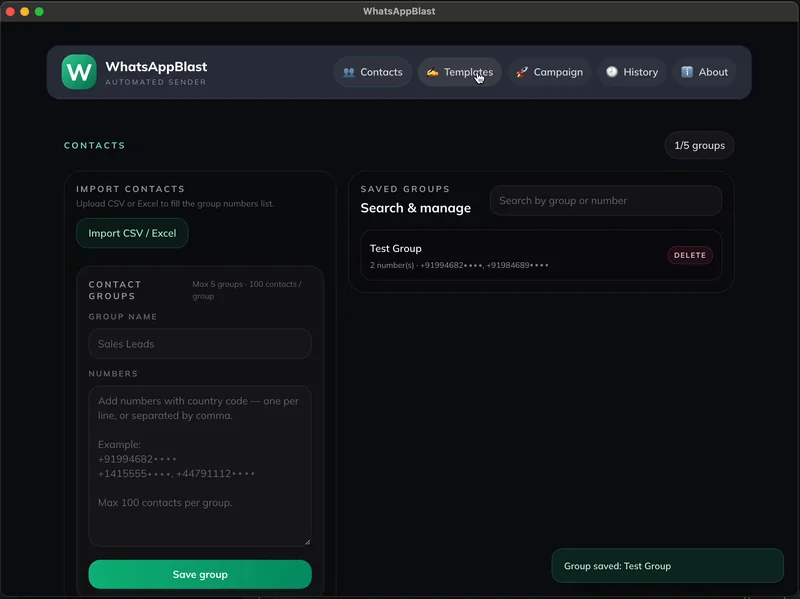 WhatsAppBlast
W
WhatsAppBlast
AUTOMATED SENDER
Contacts
Templates
Campaign
History
About
CONTACTS
1/5 groups
IMPORT CONTACTS
Upload CSV or Excel to fill the group numbers list.
Import CSV / Excel
CONTACT GROUPS
Max 5 groups · 100 contacts /
group
GROUP NAME
Sales Leads
NUMBERS
Add numbers with country code — one per
line, or separated by comma.
Example:
+91994682••••
+1415555••••, +44791112••••
Max 100 contacts per group.
Save group
SAVED GROUPS
Search & manage
Search by group or number
Test Group
2 number(s) · +91994682••••, +91984689••••
DELETE
Group saved: Test Group